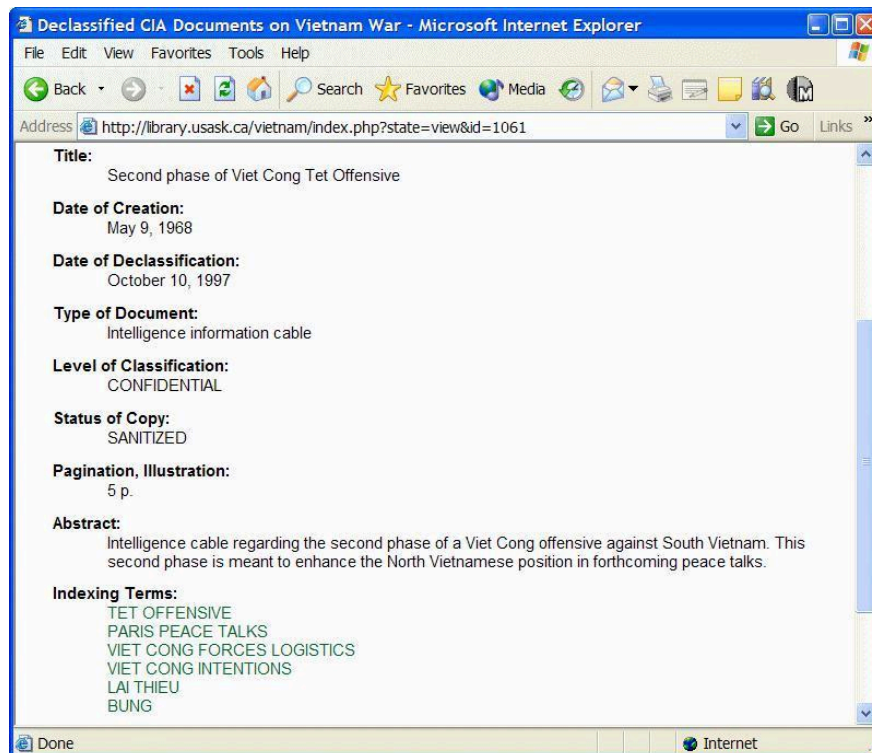 Declassified CIA Documents on Vietnam War - Microsoft Internet Explorer
File Edit View Favorites Tools Help
Back Search Favorites Media
Address http://library.usask.ca/vietnam/index.php?state=view&id=1061 Go Links »
Title:
Second phase of Viet Cong Tet Offensive
Date of Creation:
May 9, 1968
Date of Declassification:
October 10, 1997
Type of Document:
Intelligence information cable
Level of Classification:
CONFIDENTIAL
Status of Copy:
SANITIZED
Pagination, Illustration:
5 p.
Abstract:
Intelligence cable regarding the second phase of a Viet Cong offensive against South Vietnam. This
second phase is meant to enhance the North Vietnamese position in forthcoming peace talks.
Indexing Terms:
TET OFFENSIVE
PARIS PEACE TALKS
VIET CONG FORCES LOGISTICS
VIET CONG INTENTIONS
LAI THIEU
BUNG
Done Internet